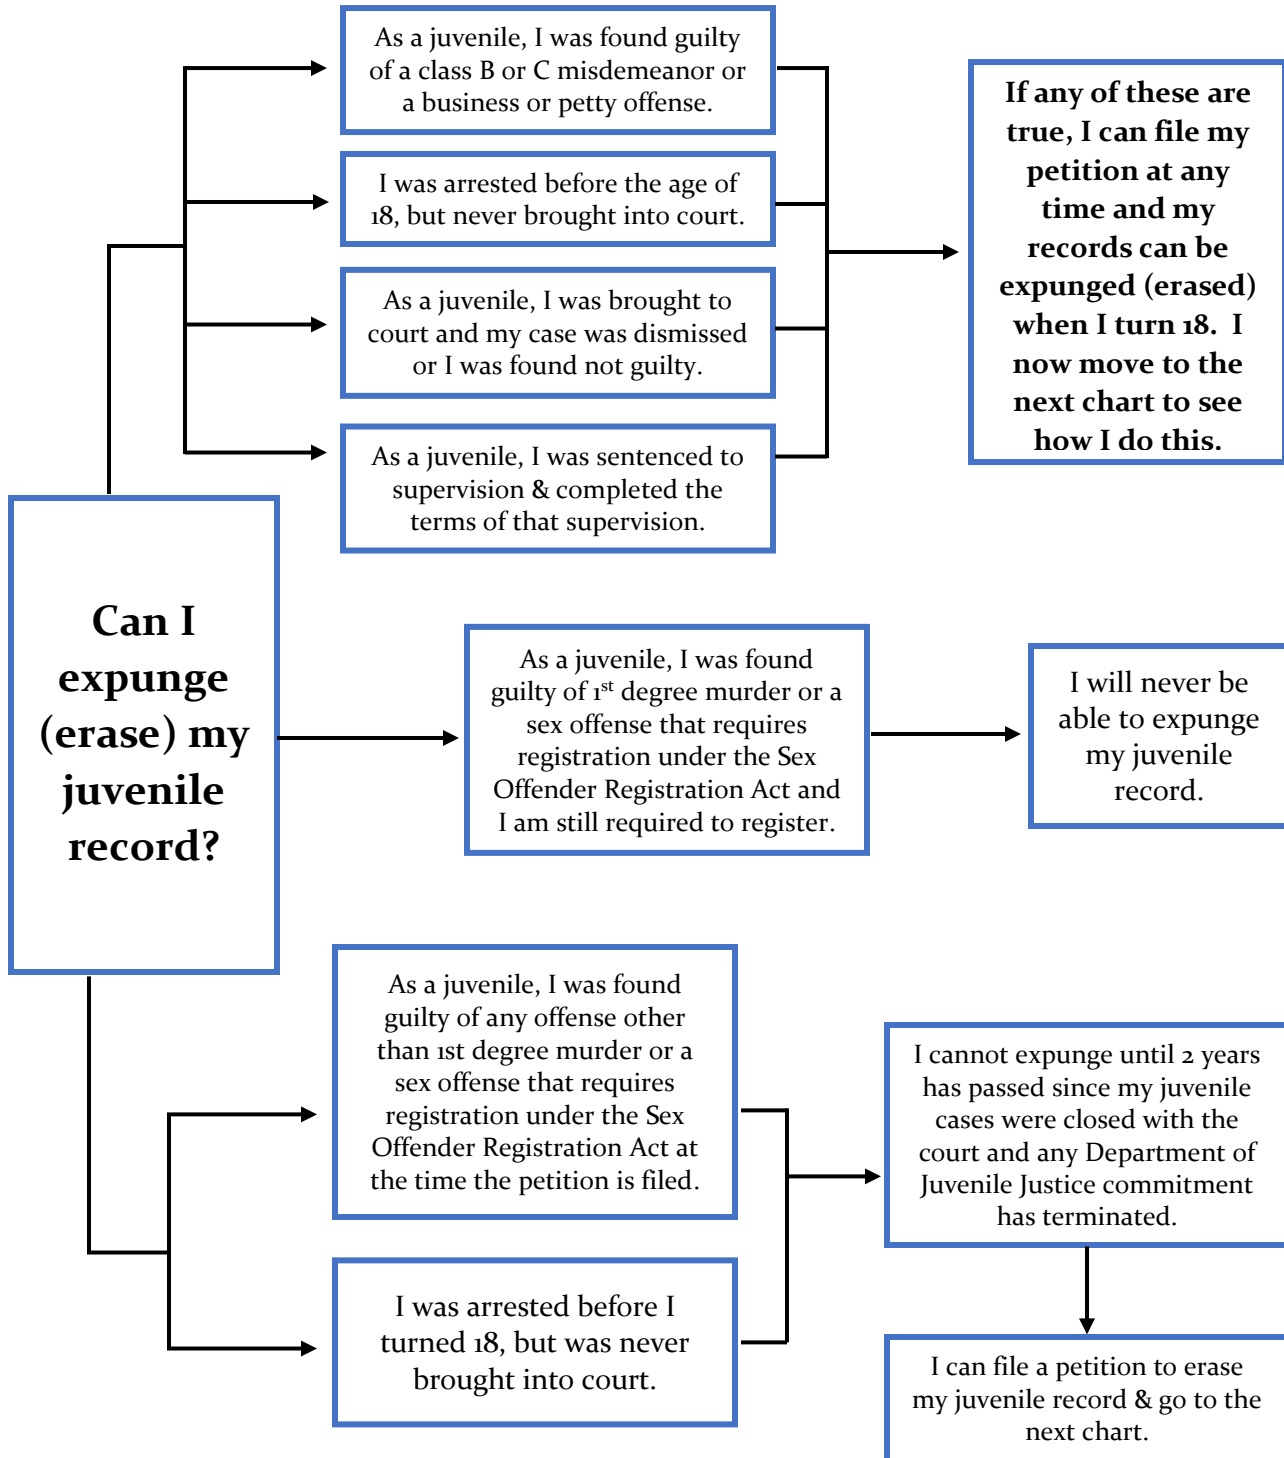 As a juvenile, I was found guilty
of a class B or C misdemeanor or
a business or petty offense.
I was arrested before the age of
18, but never brought into court.
As a juvenile, I was brought to
court and my case was dismissed
or I was found not guilty.
As a juvenile, I was sentenced to
supervision & completed the
terms of that supervision.
If any of these are
true, I can file my
petition at any
time and my
records can be
expunged (erased)
when I turn 18.  I
now move to the
next chart to see
how I do this.
Can I
expunge
(erase) my
juvenile
record?
As a juvenile, I was found
guilty of 1st degree murder or a
sex offense that requires
registration under the Sex
Offender Registration Act and
I am still required to register.
I will never be
able to expunge
my juvenile
record.
As a juvenile, I was found
guilty of any offense other
than 1st degree murder or a
sex offense that requires
registration under the Sex
Offender Registration Act at
the time the petition is filed.
I was arrested before I
turned 18, but was never
brought into court.
I cannot expunge until 2 years
has passed since my juvenile
cases were closed with the
court and any Department of
Juvenile Justice commitment
has terminated.
I can file a petition to erase
my juvenile record & go to the
next chart.